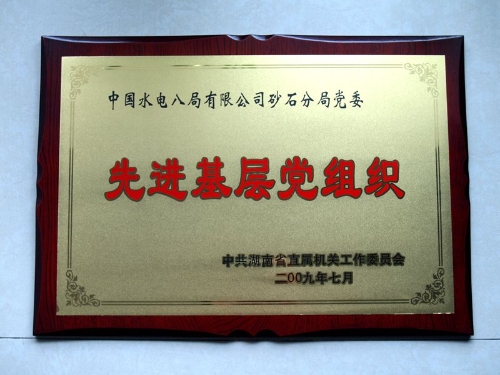 中国水电八局有限公司砂石分局党委
先进基层党组织
中共湖南省直属机关工作委员会
二00九年七月